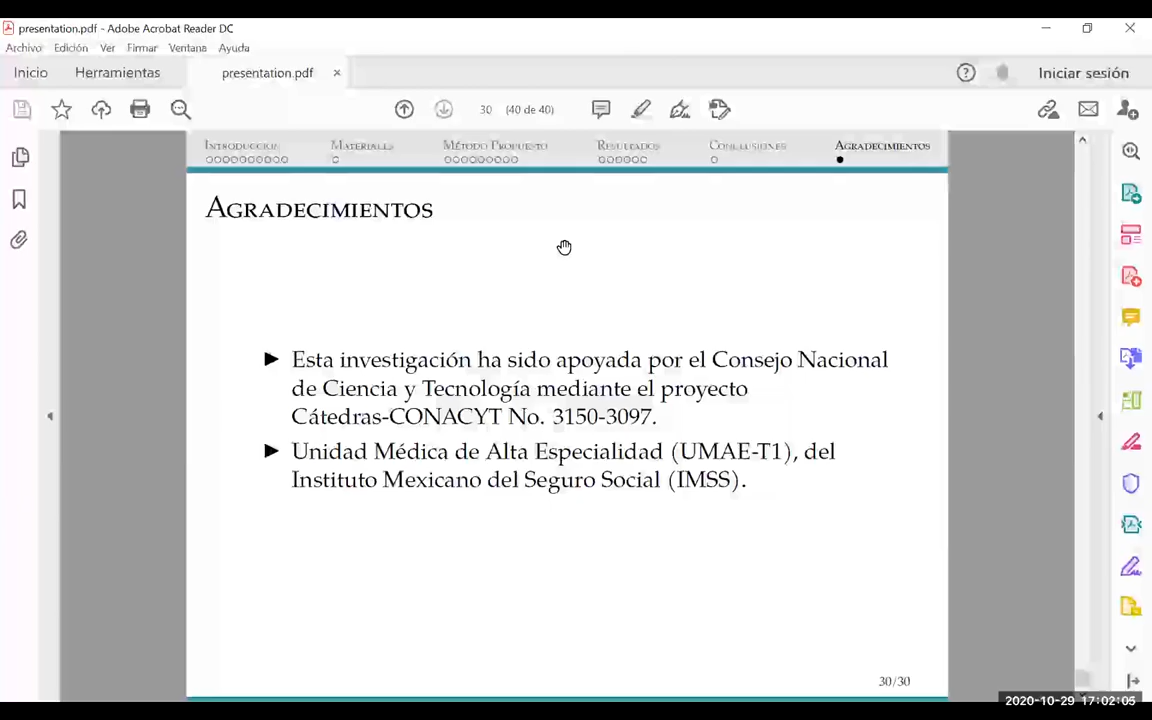 presentation.pdf - Adobe Acrobat Reader DC
Archivo Edición Ver Firmar Ventana Ayuda
Inicio Herramientas presentation.pdf × Iniciar sesión
30 (40 de 40)
Introducción Materiales Método Propuesto Resultados Conclusiones Agradecimientos
Agradecimientos
► Esta investigación ha sido apoyada por el Consejo Nacional
de Ciencia y Tecnología mediante el proyecto
Cátedras-CONACYT No. 3150-3097.
► Unidad Médica de Alta Especialidad (UMAE-T1), del
Instituto Mexicano del Seguro Social (IMSS).
30/30
2020-10-29 17:02:05